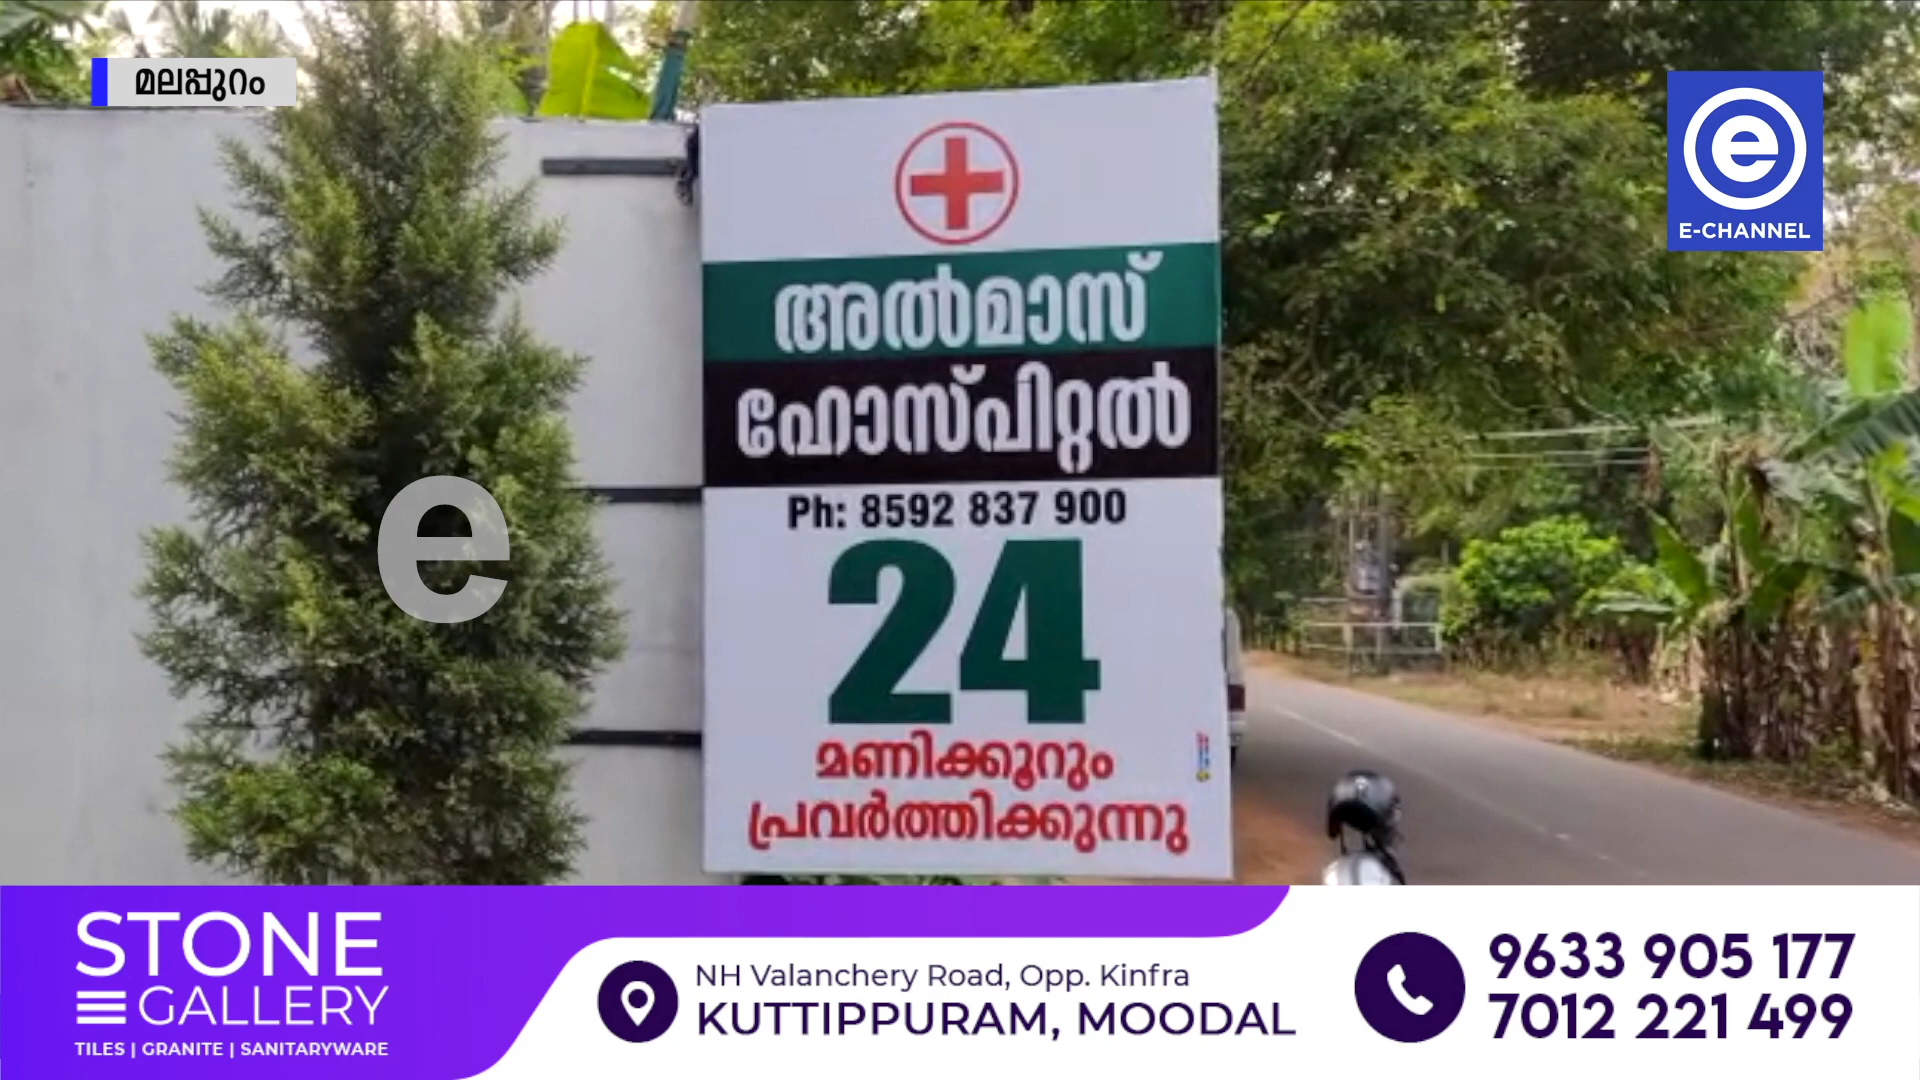 മലപ്പുറം
e
E-CHANNEL
അൽമാസ്
ഹോസ്പിറ്റൽ
Ph: 8592 837 900
24
മണിക്കൂറും
പ്രവർത്തിക്കുന്നു
e
STONE
GALLERY
TILES | GRANITE | SANITARYWARE
NH Valanchery Road, Opp. Kinfra
KUTTIPPURAM, MOODAL
9633 905 177
7012 221 499